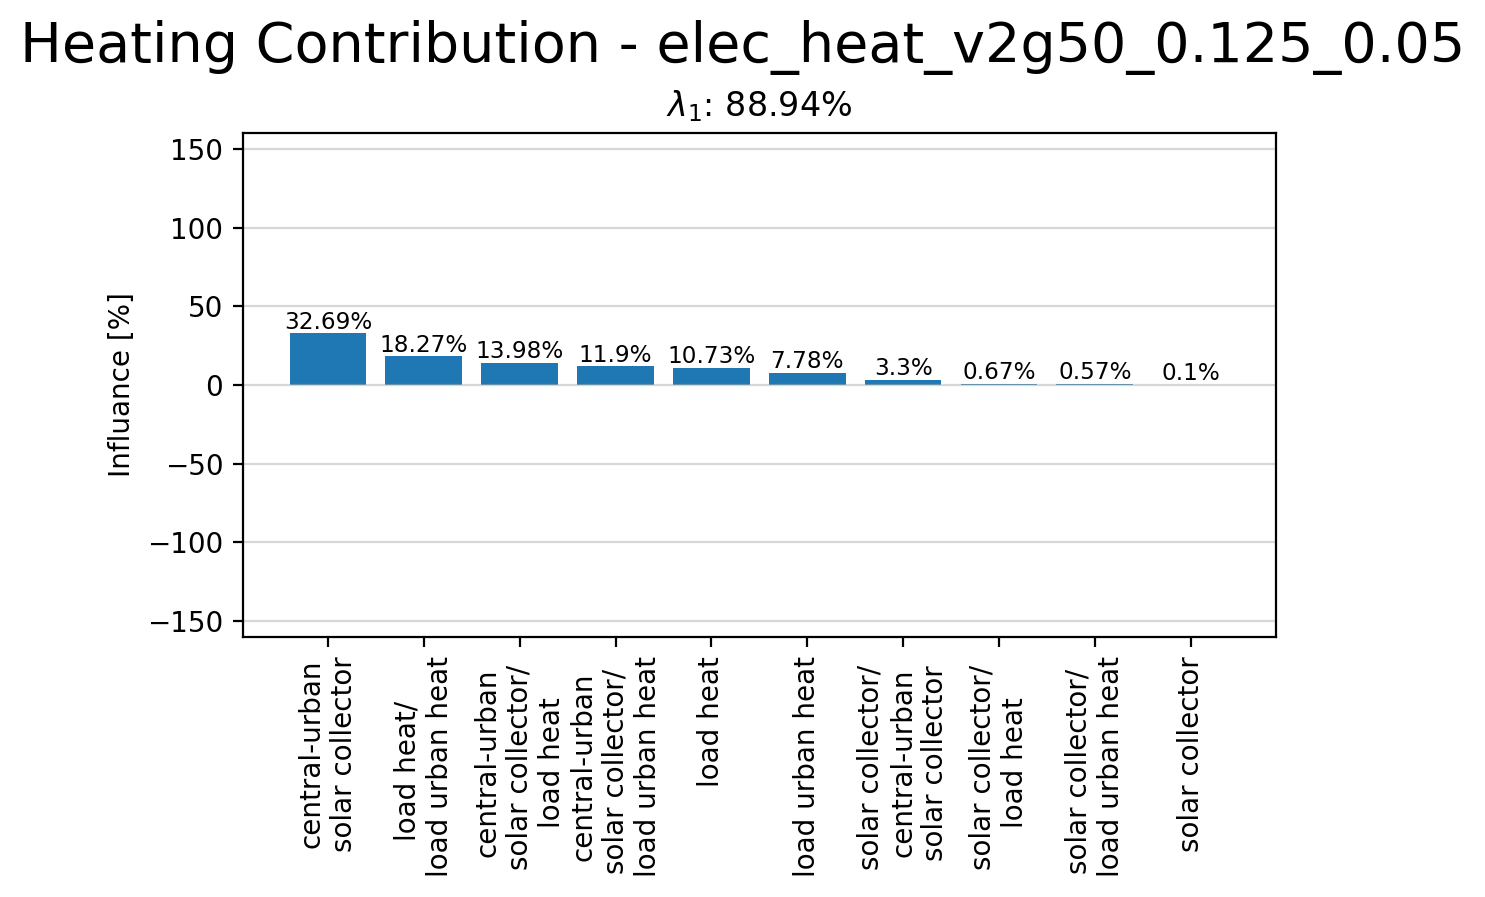 Heating Contribution - elec_heat_v2g50_0.125_0.05
λ₁: 88.94%
150
100
50
0
−50
−100
−150
Influance [%]
32.69%
18.27%
13.98%
11.9%
10.73%
7.78%
3.3%
0.67%
0.57%
0.1%
central-urban
solar collector
load heat/
load urban heat
central-urban
solar collector/
load heat
central-urban
solar collector/
load urban heat
load heat
load urban heat
solar collector/
central-urban
solar collector
solar collector/
load heat
solar collector/
load urban heat
solar collector